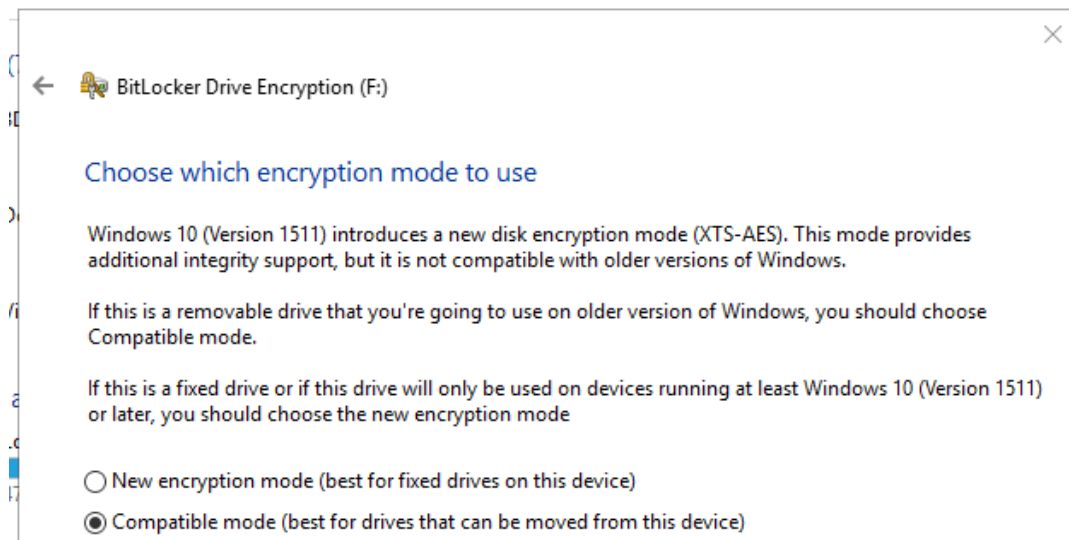 BitLocker Drive Encryption (F:)
Choose which encryption mode to use
Windows 10 (Version 1511) introduces a new disk encryption mode (XTS-AES). This mode provides
additional integrity support, but it is not compatible with older versions of Windows.
If this is a removable drive that you're going to use on older version of Windows, you should choose
Compatible mode.
If this is a fixed drive or if this drive will only be used on devices running at least Windows 10 (Version 1511)
or later, you should choose the new encryption mode
New encryption mode (best for fixed drives on this device)
Compatible mode (best for drives that can be moved from this device)